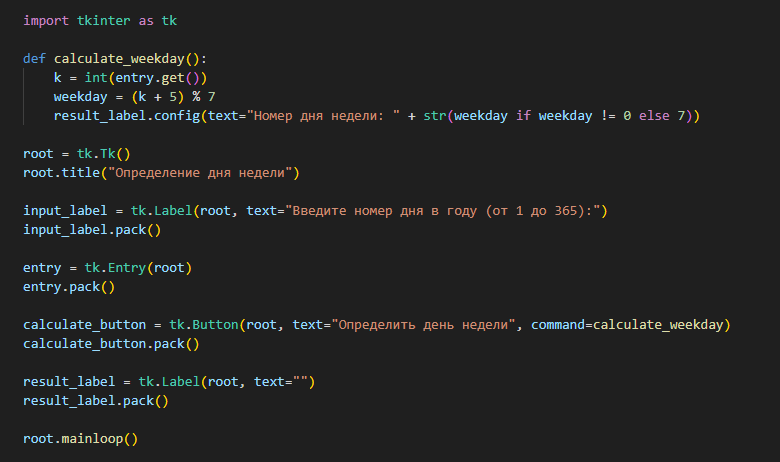 import tkinter as tk
def calculate_weekday():
    k = int(entry.get())
    weekday = (k + 5) % 7
    result_label.config(text="Номер дня недели: " + str(weekday if weekday != 0 else 7))
root = tk.Tk()
root.title("Определение дня недели")
input_label = tk.Label(root, text="Введите номер дня в году (от 1 до 365):")
input_label.pack()
entry = tk.Entry(root)
entry.pack()
calculate_button = tk.Button(root, text="Определить день недели", command=calculate_weekday)
calculate_button.pack()
result_label = tk.Label(root, text="")
result_label.pack()
root.mainloop()